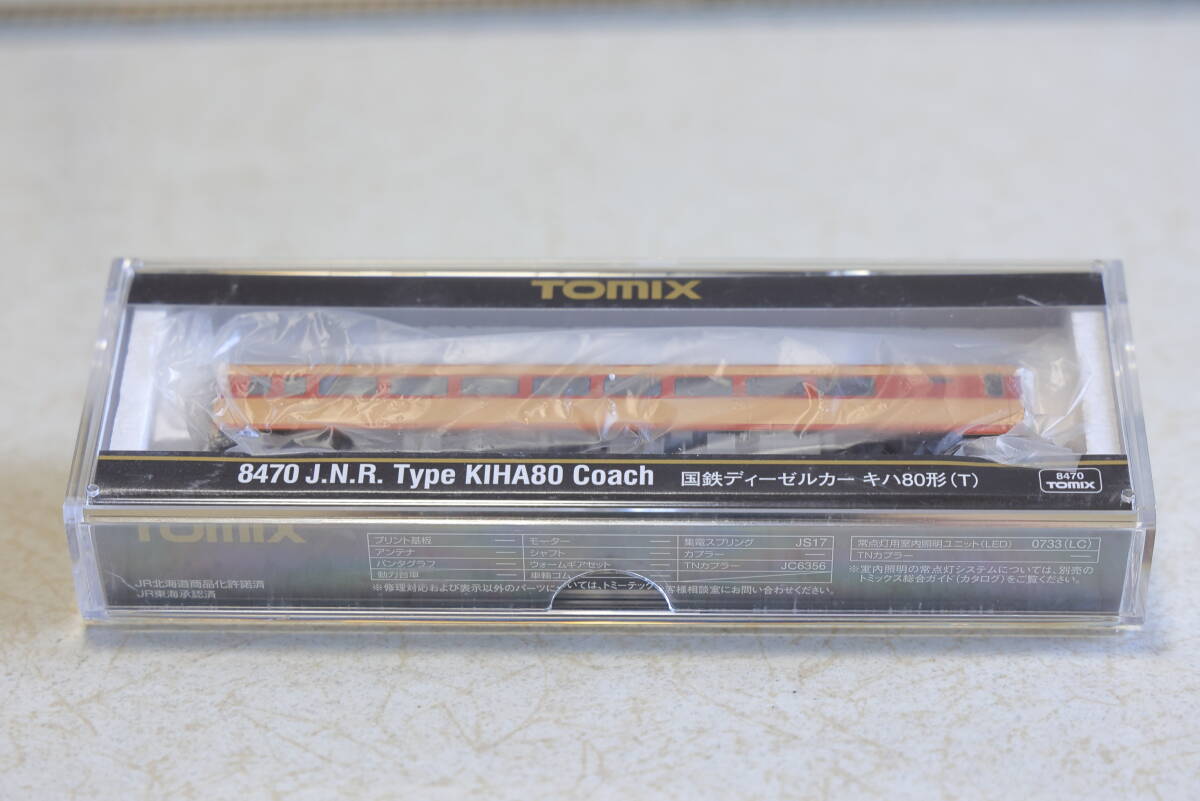 TOMIX
8470 J.N.R. Type KIHA80 Coach 国鉄ディーゼルカー キハ80形(T)
8470
TOMIX
TOMIX
JR北海道商品化許諾済
JR東海承認済
プリント基板 ― モーター ― 集電スプリング JS17
アンテナ ― シャフト ― カプラー ―
パンタグラフ ― ウォームギアセット ― TNカプラー JC6356
動力台車 ― 車輪ゴム ―
※修理対応および表示以外のパーツについては、トミーテック 客様相談室にお問い合わせください。
常点灯用室内照明ユニット(LED) 0733(LC)
TNカプラー ―
※室内照明の常点灯システムについては、別売の
トミックス総合ガイド(カタログ)をご覧ください。